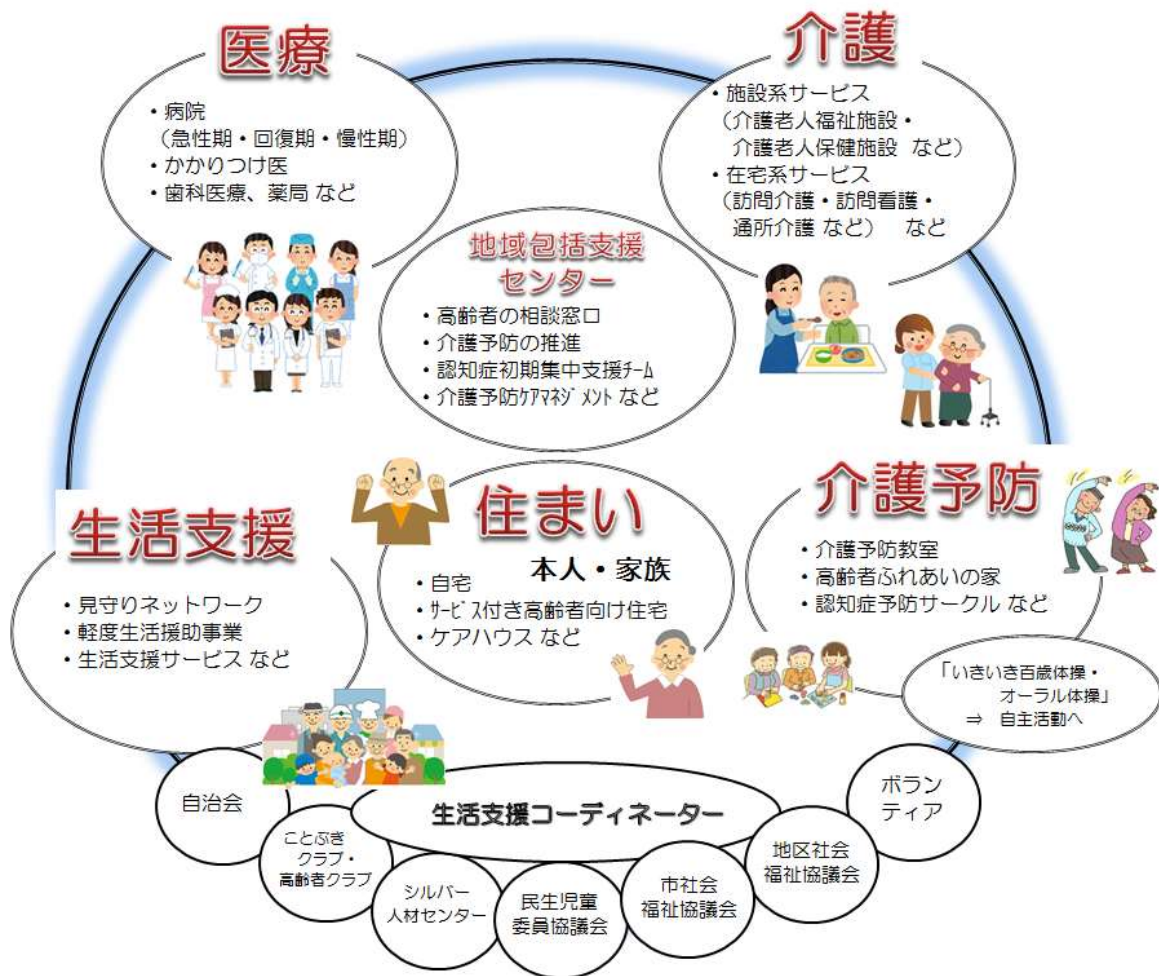 医療
・病院
（急性期・回復期・慢性期）
・かかりつけ医
・歯科医療、薬局 など
介護
・施設系サービス
（介護老人福祉施設・
介護老人保健施設 など）
・在宅系サービス
（訪問介護・訪問看護・
通所介護 など） など
地域包括支援
センター
・高齢者の相談窓口
・介護予防の推進
・認知症初期集中支援ﾁｰﾑ
・介護予防ｹｱﾏﾈｼﾞﾒﾝﾄ など
生活支援
・見守りネットワーク
・軽度生活援助事業
・生活支援サービス など
住まい
本人・家族
・自宅
・ｻｰﾋﾞｽ付き高齢者向け住宅
・ケアハウス など
介護予防
・介護予防教室
・高齢者ふれあいの家
・認知症予防サークル など
「いきいき百歳体操・
オーラル体操」
⇒ 自主活動へ
生活支援コーディネーター
自治会
ことぶき
クラブ・
高齢者クラブ
シルバー
人材センター
民生児童
委員協議会
市社会
福祉協議会
地区社会
福祉協議会
ボラン
ティア